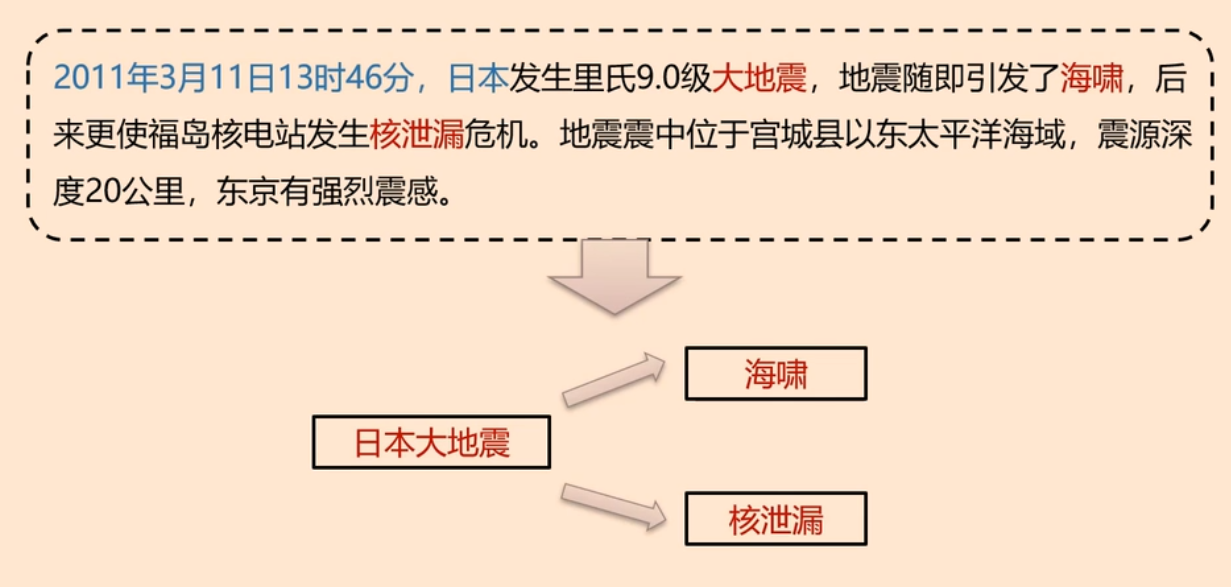 2011年3月11日13时46分，日本发生里氏9.0级大地震，地震随即引发了海啸，后
来更使福岛核电站发生核泄漏危机。地震震中位于宫城县以东太平洋海域，震源深
度20公里，东京有强烈震感。
海啸
日本大地震
核泄漏